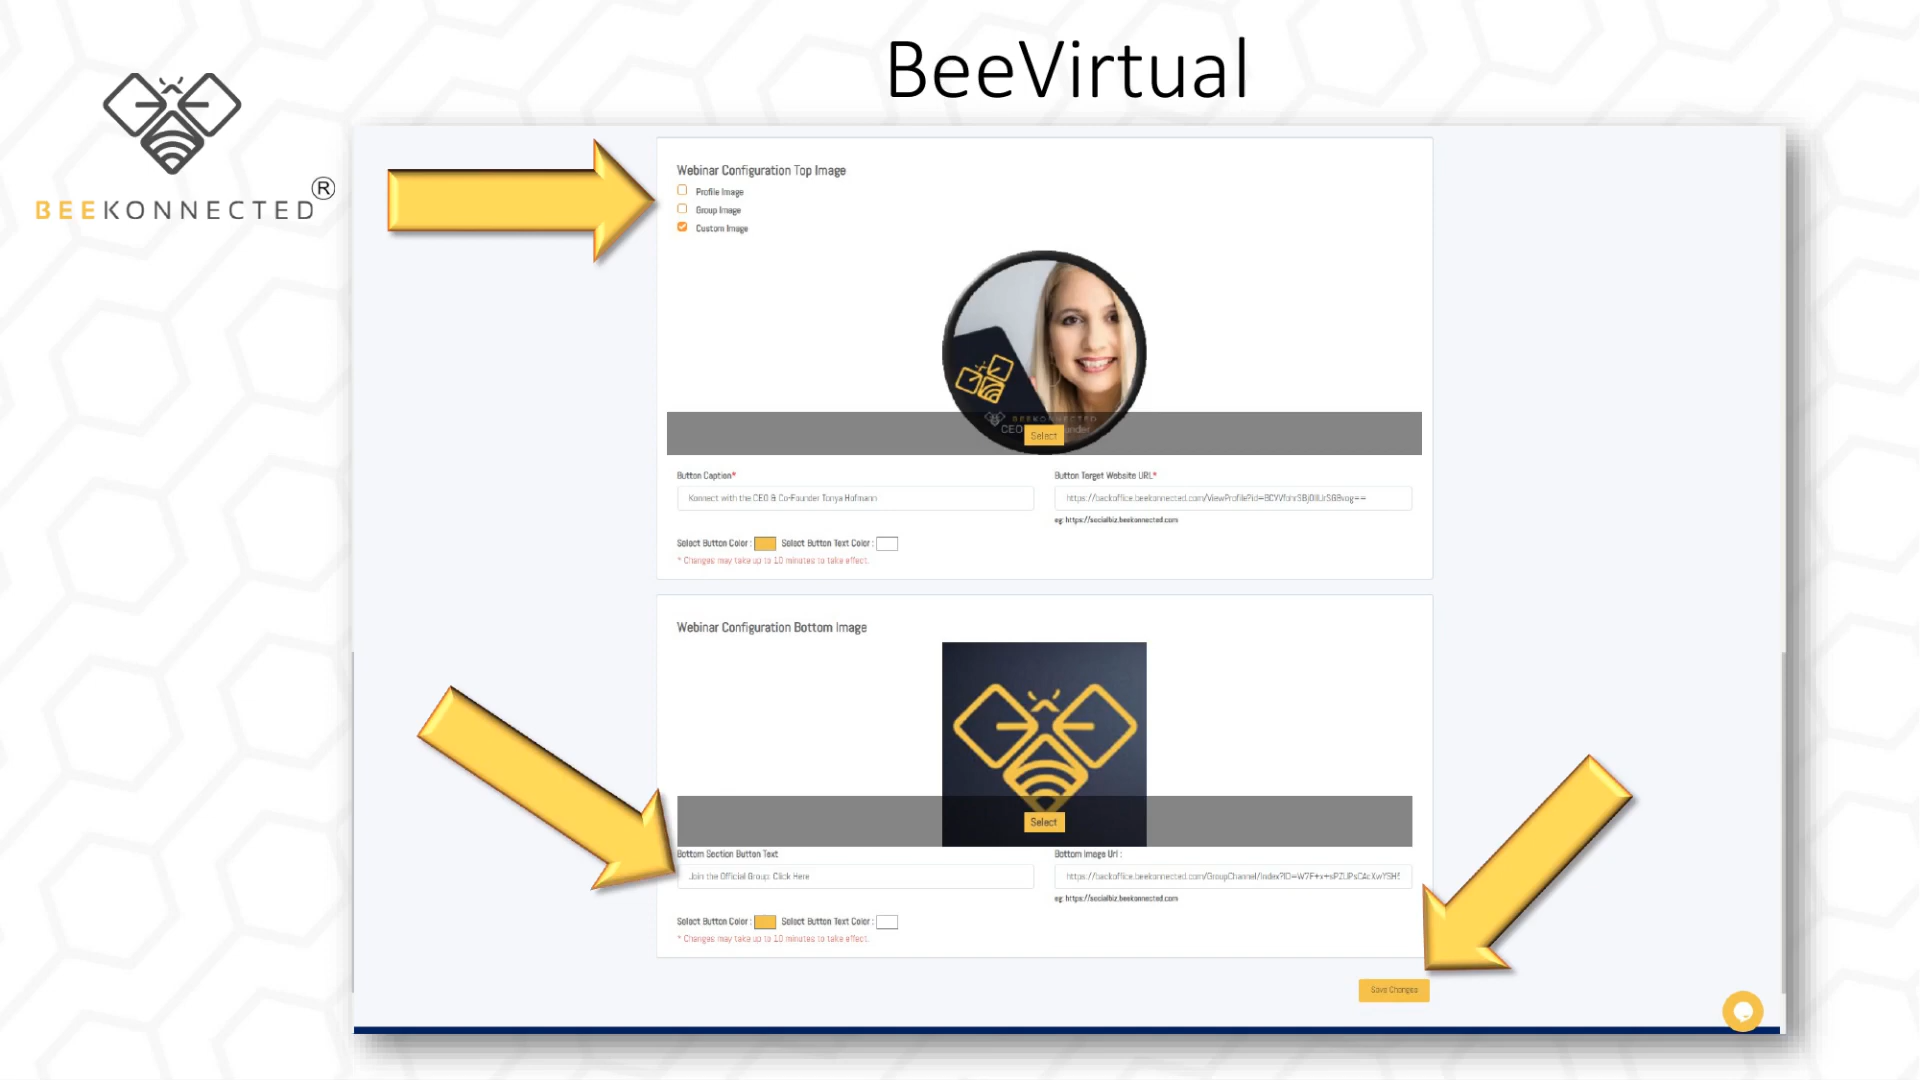 BeeVirtual
BEEKONNECTED®
Webinar Configuration Top Image
Profile Image
Group Image
Custom Image
BEEKONNECTED
CEO
Select
Button Caption*
Button Target Website URL*
Konnect with the CEO & Co-Founder Tonya Hofmann
eg: https://socialbiz.beekonnected.com
Select Button Color : Select Button Text Color :
* Changes may take up to 10 minutes to take effect.
Webinar Configuration Bottom Image
Select
Bottom Section Button Text
Bottom Image Url :
Join the Official Group: Click Here
eg: https://socialbiz.beekonnected.com
Select Button Color : Select Button Text Color :
* Changes may take up to 10 minutes to take effect.
Save Changes